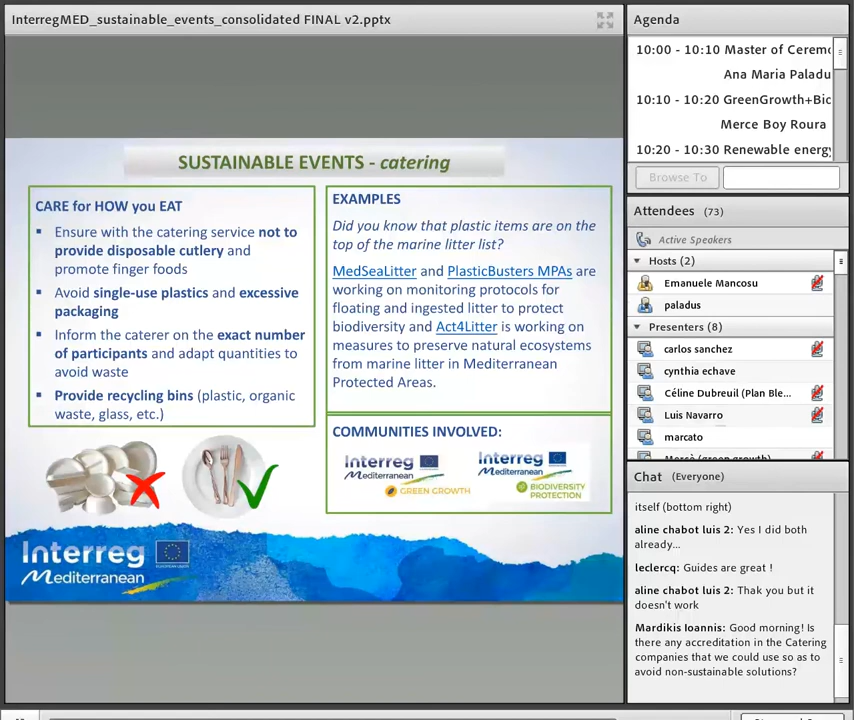 InterregMED_sustainable_events_consolidated FINAL v2.pptx
SUSTAINABLE EVENTS - catering
CARE for HOW you EAT
▪ Ensure with the catering service not to
provide disposable cutlery and
promote finger foods
▪ Avoid single-use plastics and excessive
packaging
▪ Inform the caterer on the exact number
of participants and adapt quantities to
avoid waste
▪ Provide recycling bins (plastic, organic
waste, glass, etc.)
EXAMPLES
Did you know that plastic items are on the
top of the marine litter list?
MedSeaLitter and PlasticBusters MPAs are
working on monitoring protocols for
floating and ingested litter to protect
biodiversity and Act4Litter is working on
measures to preserve natural ecosystems
from marine litter in Mediterranean
Protected Areas.
COMMUNITIES INVOLVED:
Interreg
Mediterranean
GREEN GROWTH
Interreg
Mediterranean
BIODIVERSITY
PROTECTION
Interreg
Mediterranean
EUROPEAN UNION
Agenda
10:00 - 10:10 Master of Cerem
Ana Maria Paladu
10:10 - 10:20 GreenGrowth+Bio
Merce Boy Roura
10:20 - 10:30 Renewable energy
Browse To
Attendees (73)
Active Speakers
Hosts (2)
Emanuele Mancosu
paladus
Presenters (8)
carlos sanchez
cynthia echave
Céline Dubreuil (Plan Ble...
Luis Navarro
marcato
Mercè (green growth)
Chat (Everyone)
itself (bottom right)
aline chabot luis 2: Yes I did both
already...
leclercq: Guides are great !
aline chabot luis 2: Thak you but it
doesn't work
Mardikis Ioannis: Good morning! Is
there any accreditation in the Catering
companies that we could use so as to
avoid non-sustainable solutions?